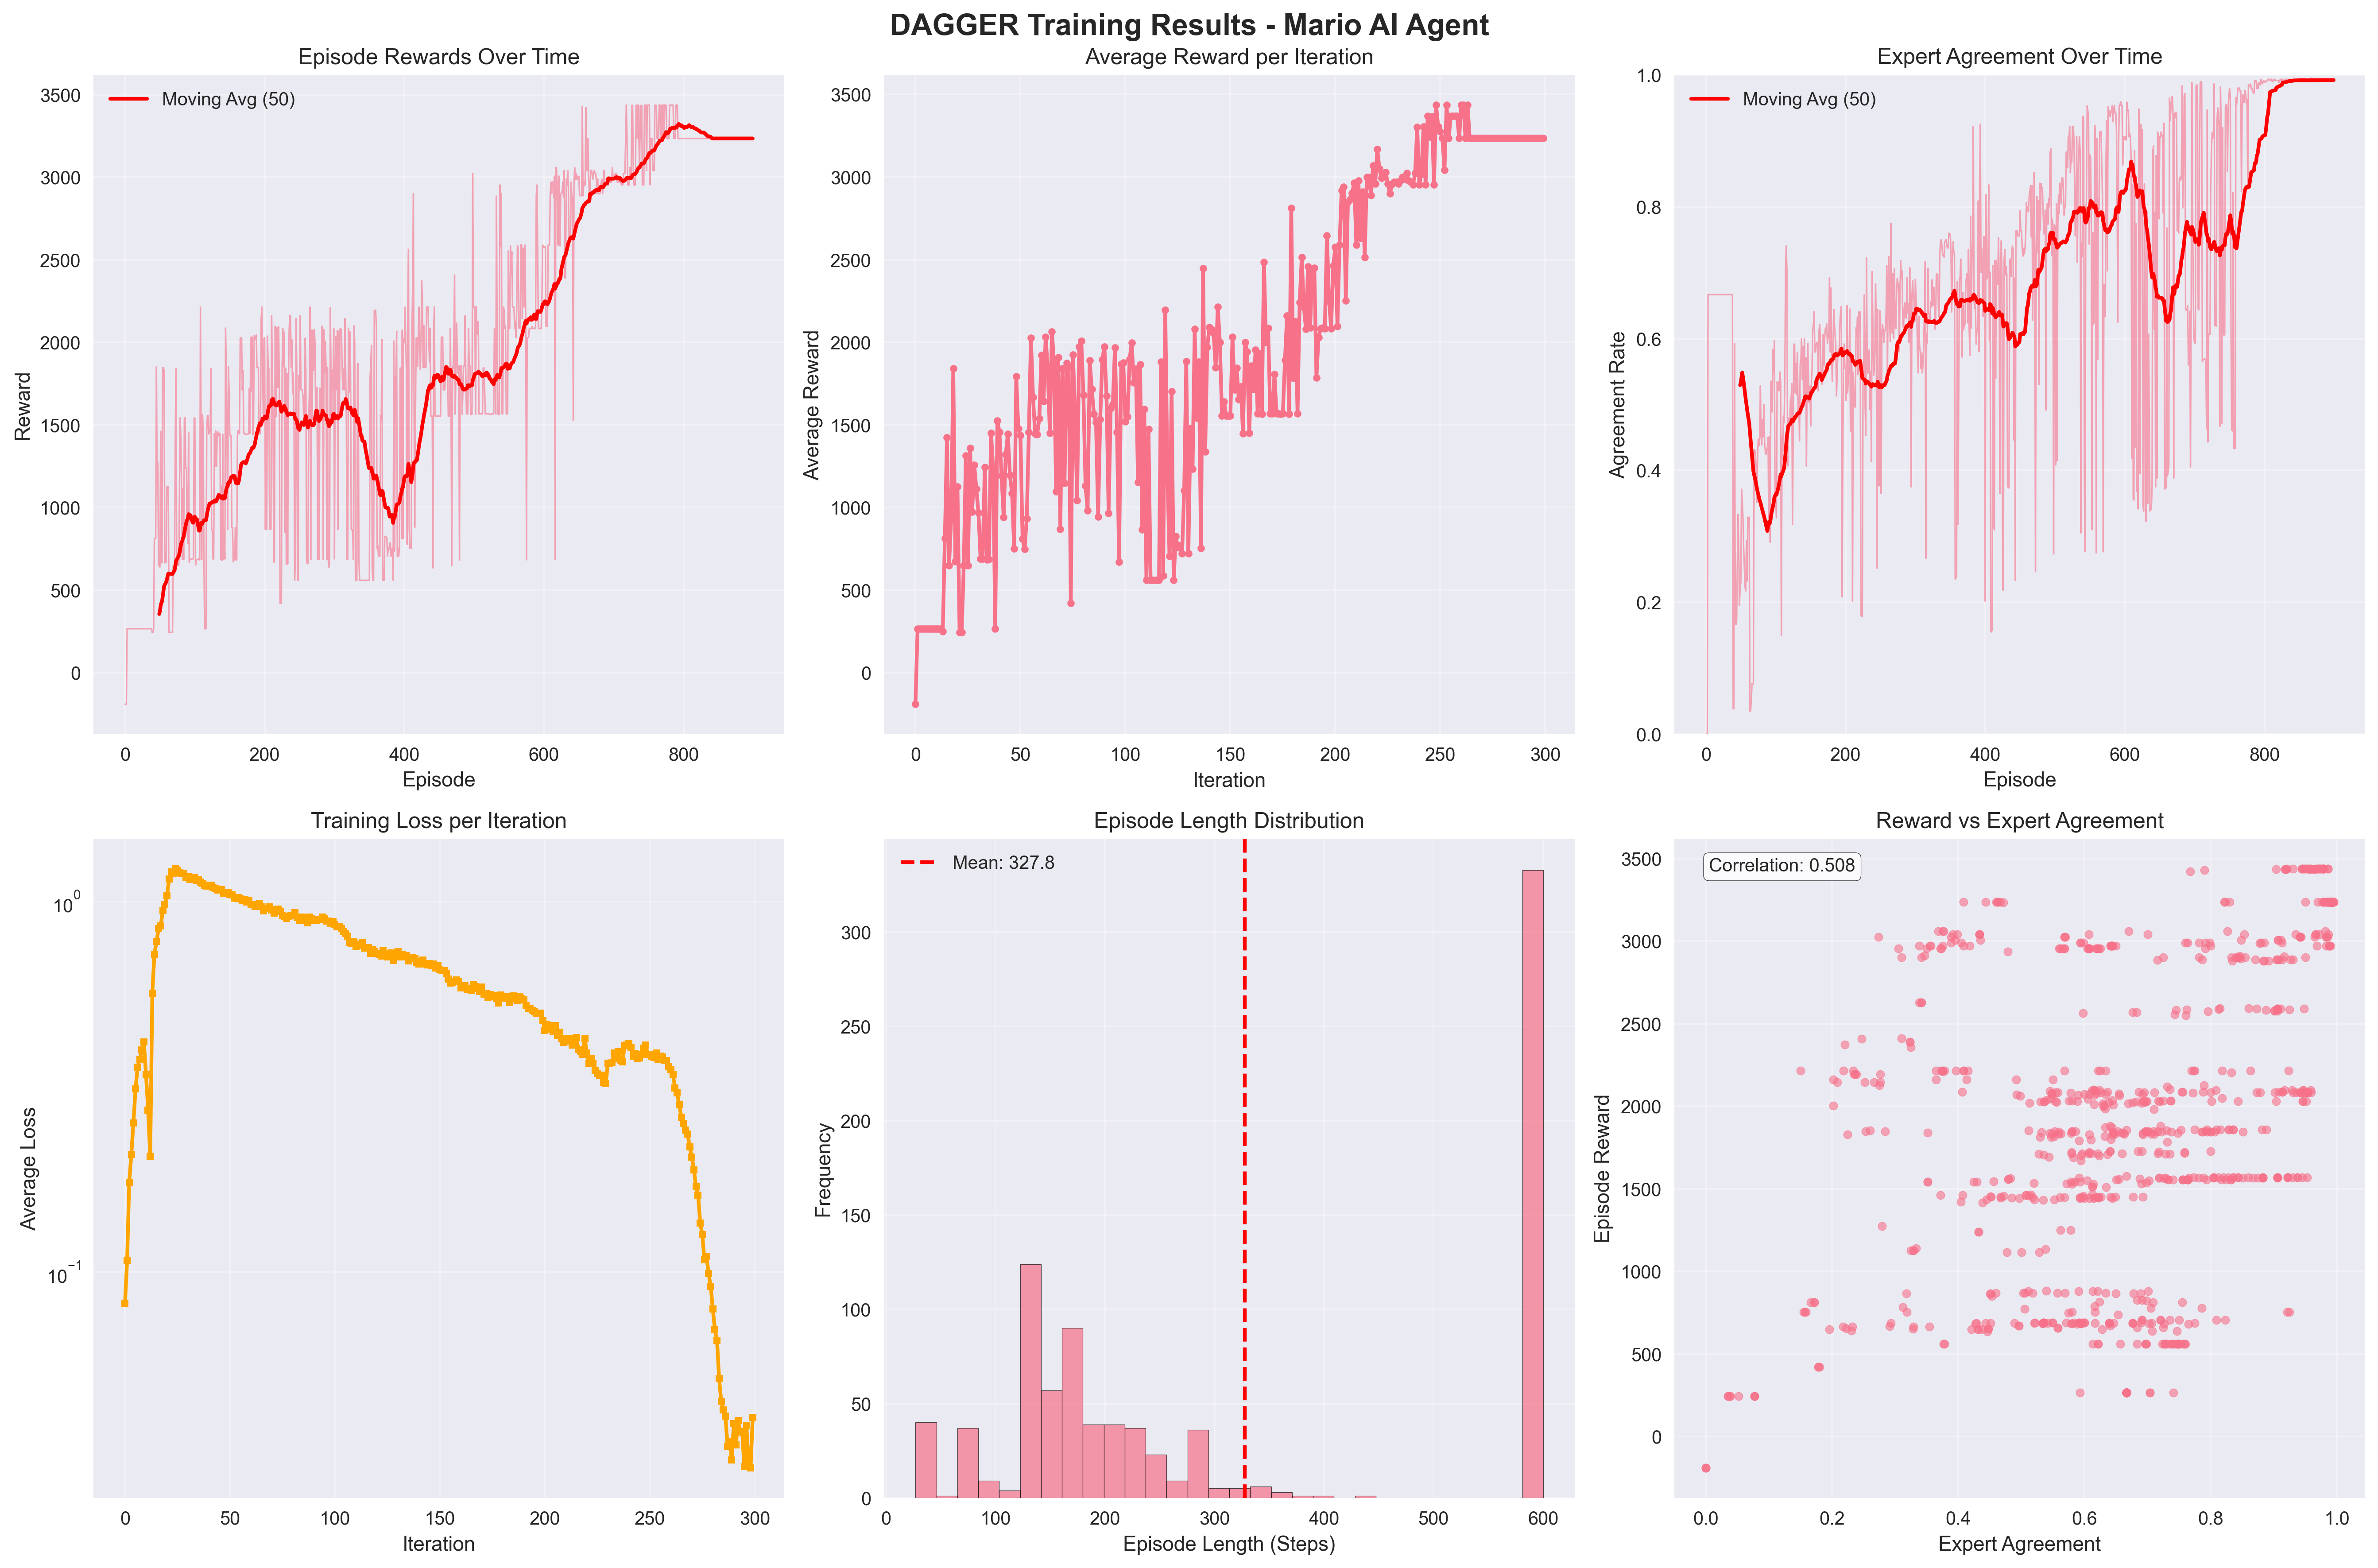 DAGGER Training Results - Mario AI Agent
Episode Rewards Over Time
Moving Avg (50)
3500
3000
2500
2000
1500
1000
500
0
Reward
0 200 400 600 800
Episode
Average Reward per Iteration
3500
3000
2500
2000
1500
1000
500
0
Average Reward
0 50 100 150 200 250 300
Iteration
Expert Agreement Over Time
Moving Avg (50)
1.0
0.8
0.6
0.4
0.2
0.0
Agreement Rate
0 200 400 600 800
Episode
Training Loss per Iteration
10⁰
10⁻¹
Average Loss
0 50 100 150 200 250 300
Iteration
Episode Length Distribution
Mean: 327.8
300
250
200
150
100
50
0
Frequency
0 100 200 300 400 500 600
Episode Length (Steps)
Reward vs Expert Agreement
Correlation: 0.508
3500
3000
2500
2000
1500
1000
500
0
Episode Reward
0.0 0.2 0.4 0.6 0.8 1.0
Expert Agreement